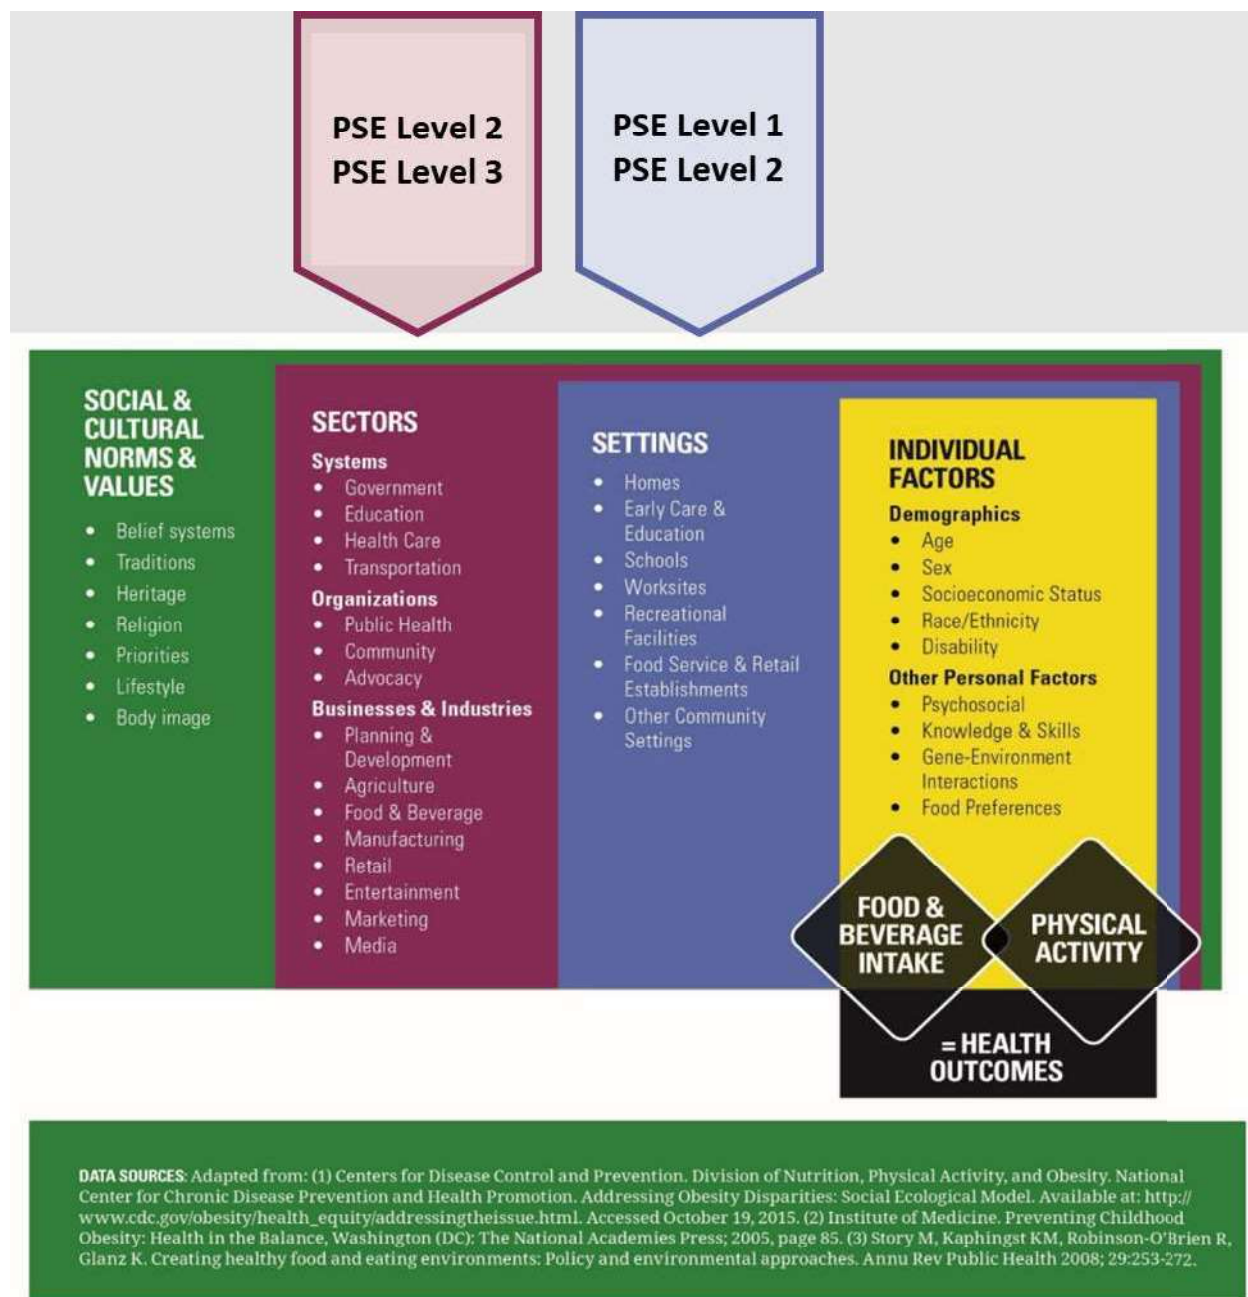 PSE Level 2
PSE Level 3
PSE Level 1
PSE Level 2
SOCIAL &
CULTURAL
NORMS &
VALUES
• Belief systems
• Traditions
• Heritage
• Religion
• Priorities
• Lifestyle
• Body image
SECTORS
Systems
• Government
• Education
• Health Care
• Transportation
Organizations
• Public Health
• Community
• Advocacy
Businesses & Industries
• Planning &
Development
• Agriculture
• Food & Beverage
• Manufacturing
• Retail
• Entertainment
• Marketing
• Media
SETTINGS
• Homes
• Early Care &
Education
• Schools
• Worksites
• Recreational
Facilities
• Food Service & Retail
Establishments
• Other Community
Settings
INDIVIDUAL
FACTORS
Demographics
• Age
• Sex
• Socioeconomic Status
• Race/Ethnicity
• Disability
Other Personal Factors
• Psychosocial
• Knowledge & Skills
• Gene-Environment
Interactions
• Food Preferences
FOOD &
BEVERAGE
INTAKE
PHYSICAL
ACTIVITY
= HEALTH
OUTCOMES
DATA SOURCES: Adapted from: (1) Centers for Disease Control and Prevention. Division of Nutrition, Physical Activity, and Obesity. National
Center for Chronic Disease Prevention and Health Promotion. Addressing Obesity Disparities: Social Ecological Model. Available at: http://
www.cdc.gov/obesity/health_equity/addressingtheissue.html. Accessed October 19, 2015. (2) Institute of Medicine. Preventing Childhood
Obesity: Health in the Balance, Washington (DC): The National Academies Press; 2005, page 85. (3) Story M, Kaphingst KM, Robinson-O'Brien R,
Glanz K. Creating healthy food and eating environments: Policy and environmental approaches. Annu Rev Public Health 2008; 29:253-272.